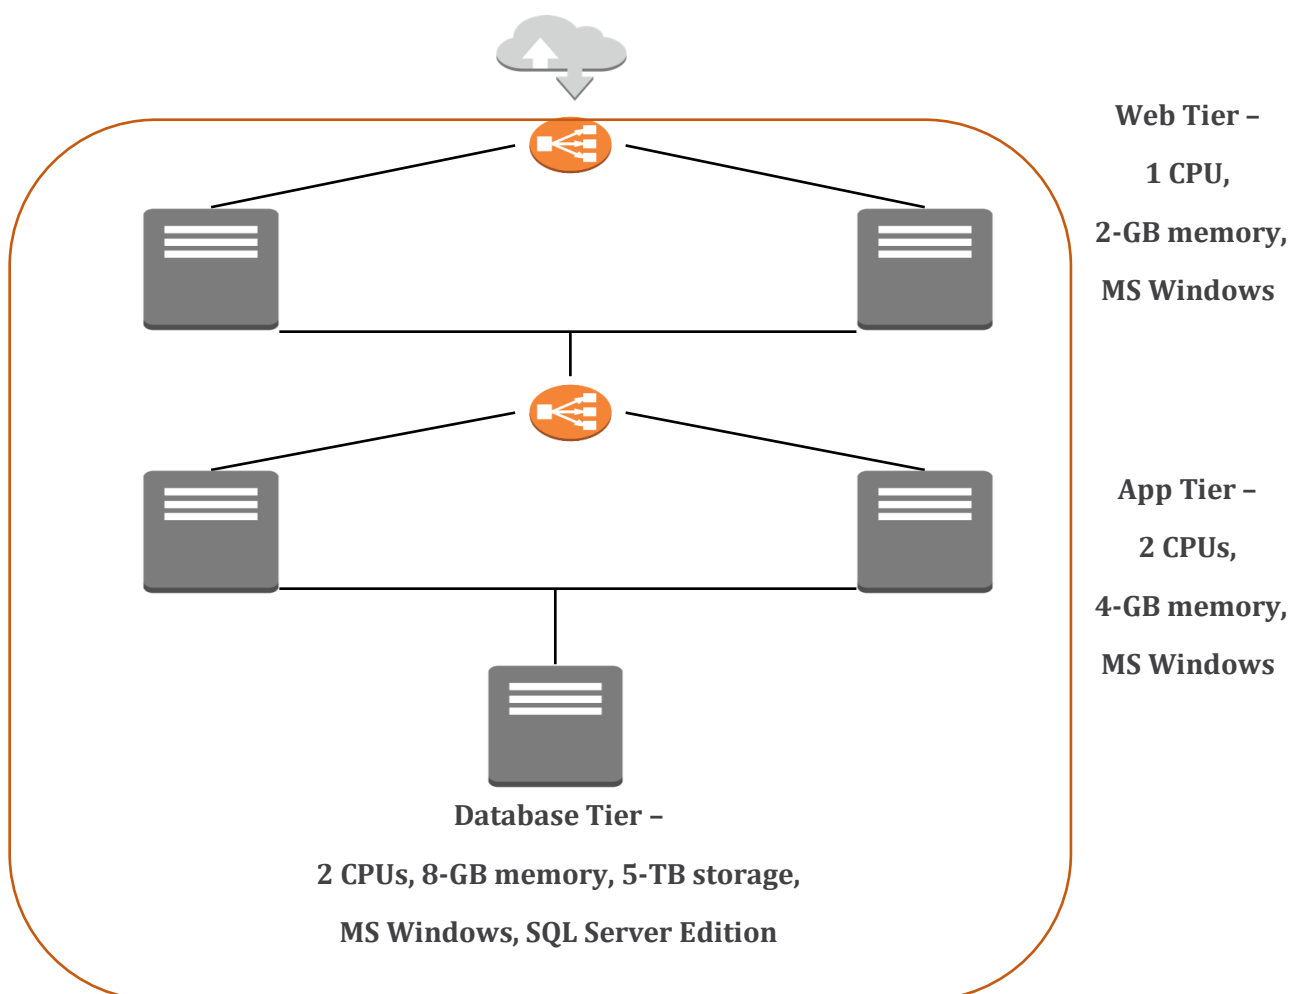 Web Tier –
1 CPU,
2-GB memory,
MS Windows
App Tier –
2 CPUs,
4-GB memory,
MS Windows
Database Tier –
2 CPUs, 8-GB memory, 5-TB storage,
MS Windows, SQL Server Edition